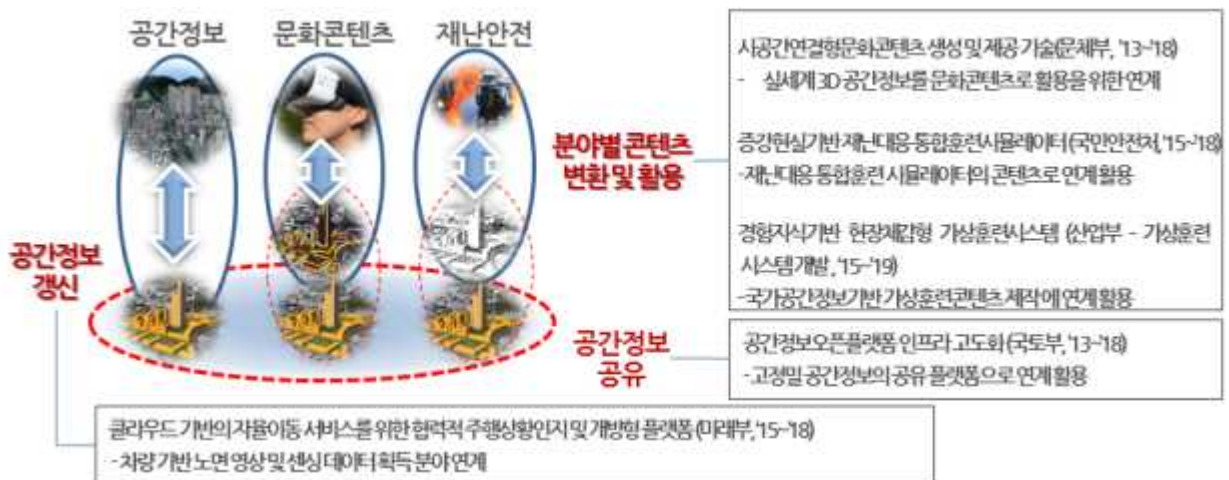 공간정보
문화콘텐츠
재난안전
시공간연결형문화콘텐츠 생성 및 제공 기술(문체부, '13~'18)
- 실세계 3D 공간정보를 문화콘텐츠로 활용을 위한 연계
분야별 콘텐츠
변환 및 활용
증강현실기반 재난대응 통합훈련시뮬레이터 (국민안전처,'15~'18)
-재난대응 통합훈련 시뮬레이터의 콘텐츠로 연계 활용
경험지식기반 현장체감형 가상훈련시스템 (산업부 - 가상훈련
시스템 개발, '15~'19)
-국가공간정보기반 가상훈련콘텐츠 제작에 연계 활용
공간정보
갱신
공간정보
공유
공간정보오픈플랫폼 인프라 고도화 (국토부, '13~'18)
-고정밀 공간정보의 공유 플랫폼으로 연계 활용
클라우드 기반의 자율이동 서비스를 위한 협력적 주행상황인지 및 개방형 플랫폼 (미래부,'15~'18)
-차량 기반 노면 영상 및 센싱 데이터 획득 분야 연계